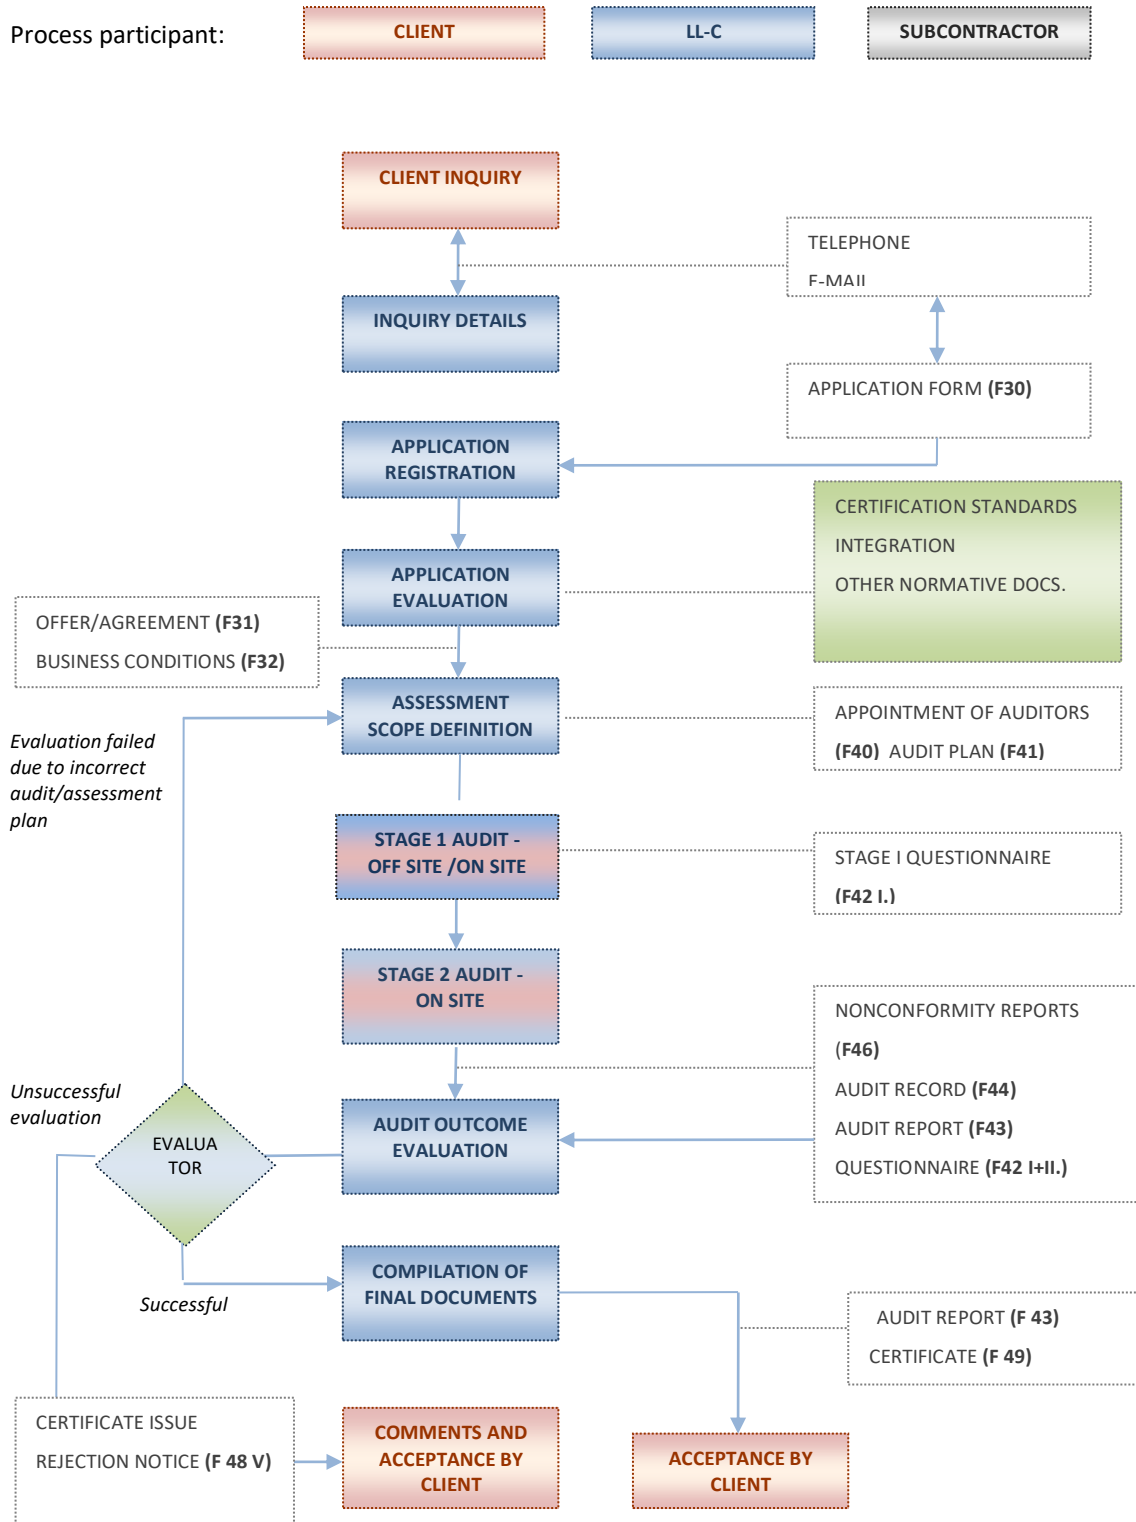 Process participant:
CLIENT
LL-C
SUBCONTRACTOR
CLIENT INQUIRY
TELEPHONE
E-MAIL
INQUIRY DETAILS
APPLICATION FORM (F30)
APPLICATION
REGISTRATION
CERTIFICATION STANDARDS
INTEGRATION
OTHER NORMATIVE DOCS.
APPLICATION
EVALUATION
OFFER/AGREEMENT (F31)
BUSINESS CONDITIONS (F32)
ASSESSMENT
SCOPE DEFINITION
APPOINTMENT OF AUDITORS
(F40) AUDIT PLAN (F41)
Evaluation failed
due to incorrect
audit/assessment
plan
STAGE 1 AUDIT -
OFF SITE /ON SITE
STAGE I QUESTIONNAIRE
(F42 I.)
STAGE 2 AUDIT -
ON SITE
NONCONFORMITY REPORTS
(F46)
AUDIT RECORD (F44)
AUDIT REPORT (F43)
QUESTIONNAIRE (F42 I+II.)
Unsuccessful
evaluation
EVALUA
TOR
AUDIT OUTCOME
EVALUATION
COMPILATION OF
FINAL DOCUMENTS
Successful
AUDIT REPORT (F 43)
CERTIFICATE (F 49)
CERTIFICATE ISSUE
REJECTION NOTICE (F 48 V)
COMMENTS AND
ACCEPTANCE BY
CLIENT
ACCEPTANCE BY
CLIENT